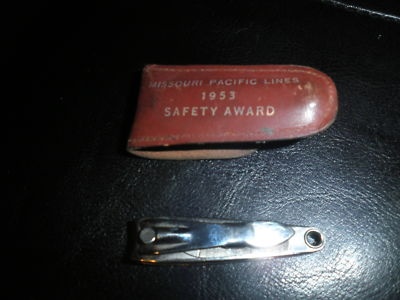 MISSOURI PACIFIC LINES
1953
SAFETY AWARD